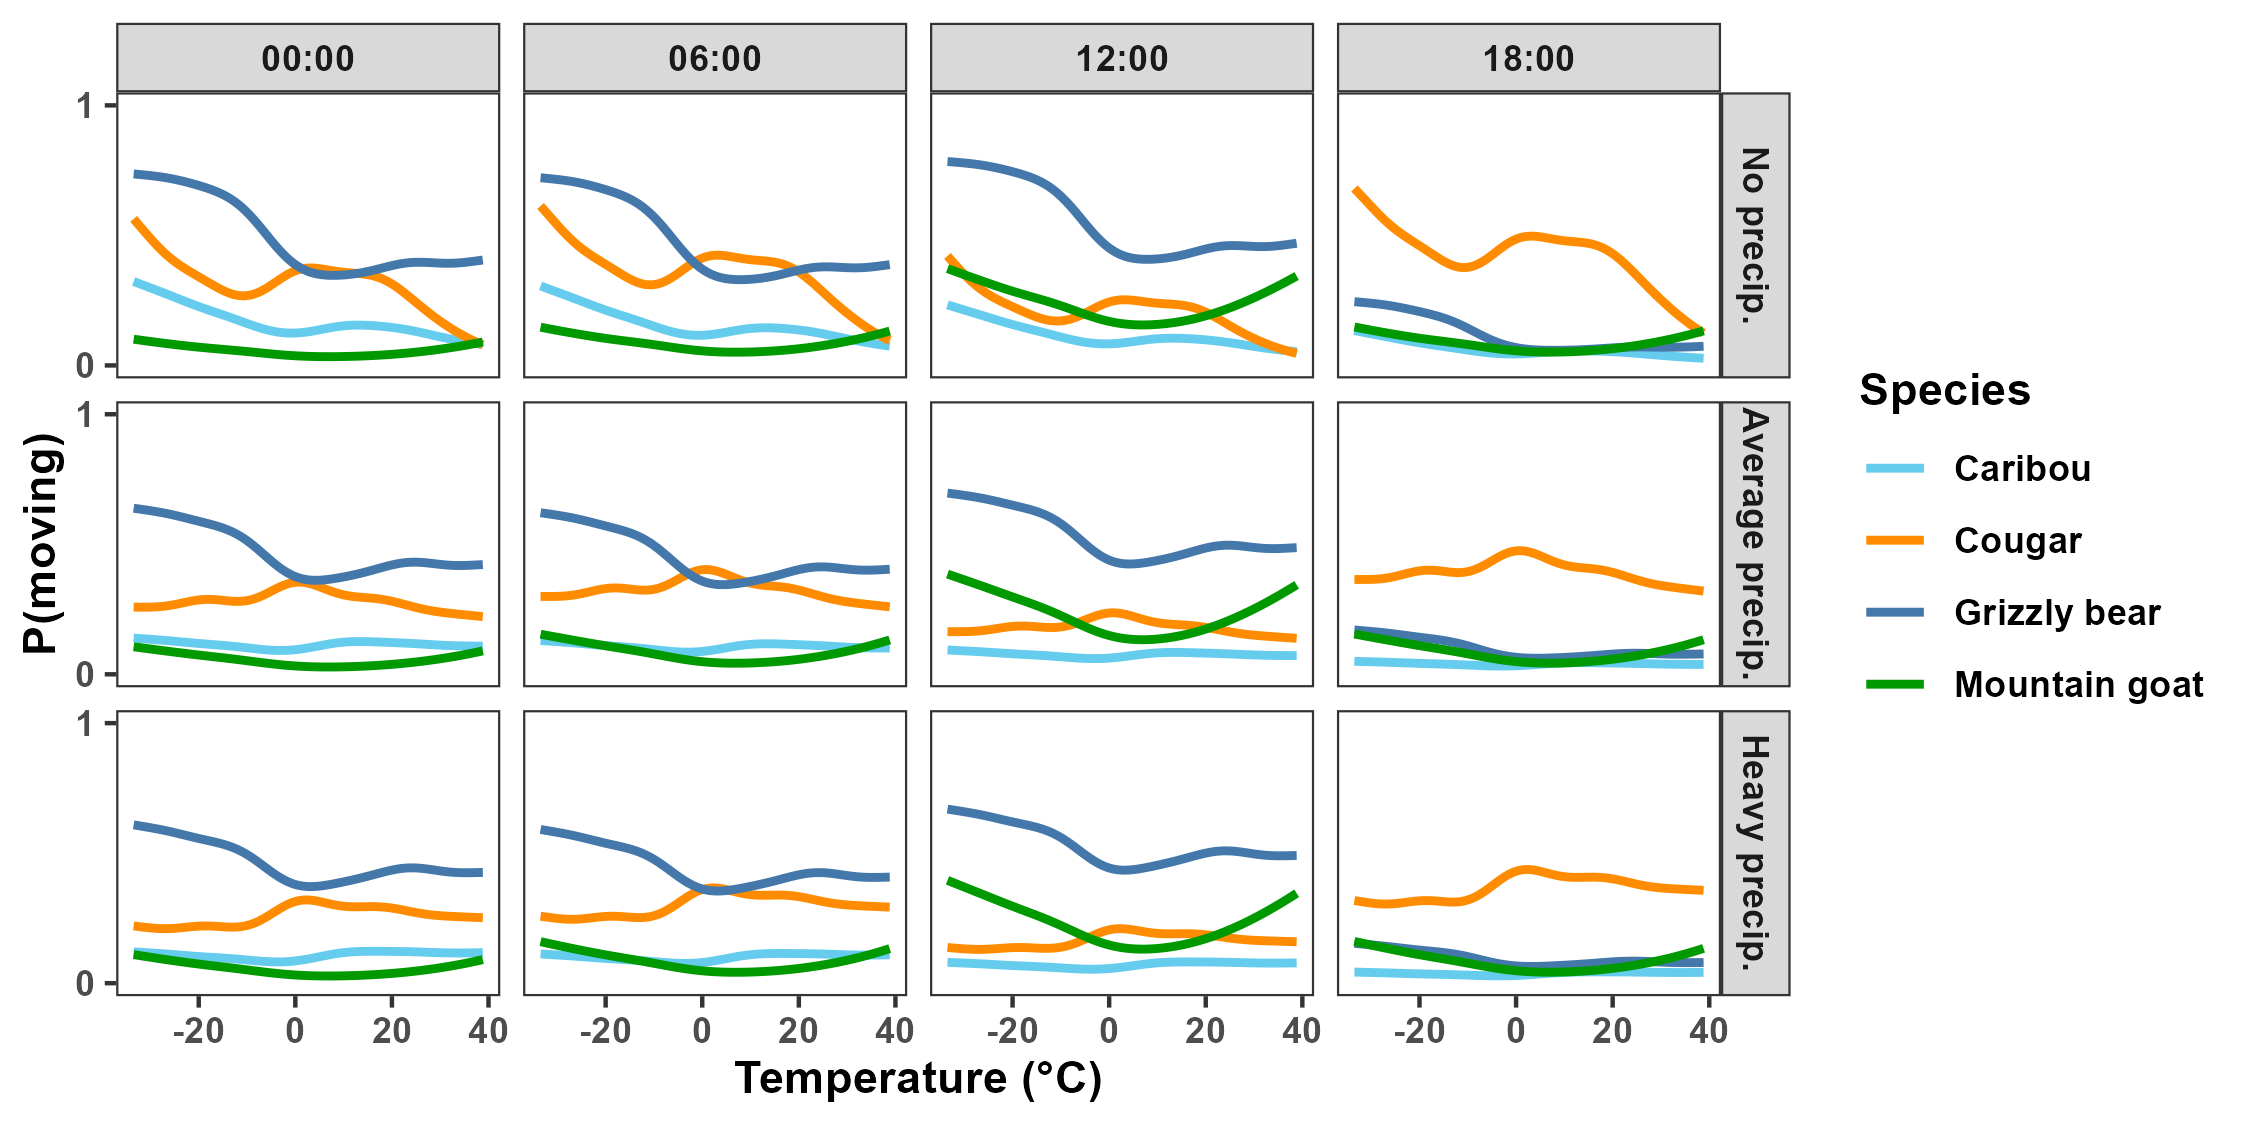 00:00 06:00 12:00 18:00
1
0
No precip.
1
0
Average precip.
1
0
Heavy precip.
P(moving)
-20 0 20 40 -20 0 20 40 -20 0 20 40 -20 0 20 40
Temperature (°C)
Species
Caribou
Cougar
Grizzly bear
Mountain goat